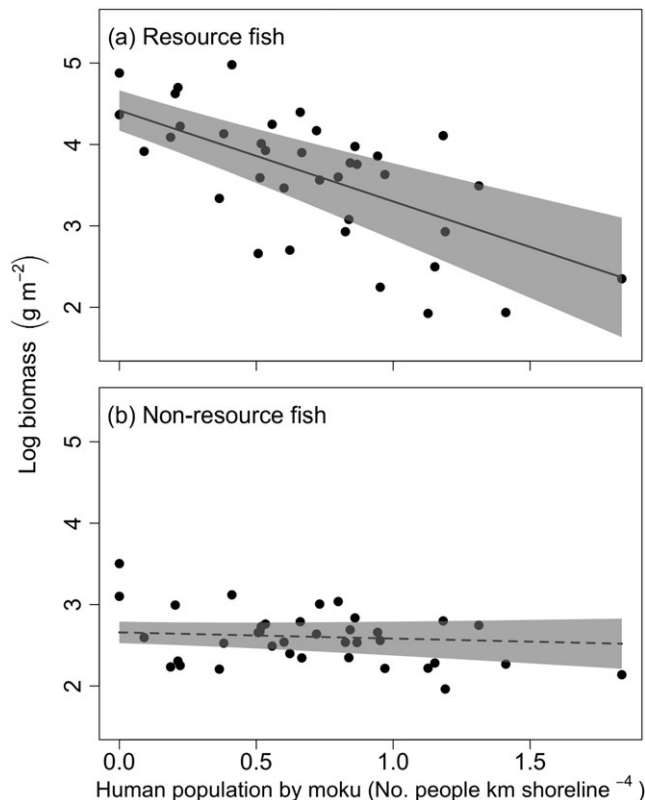 (a) Resource fish
5
4
3
2
Log biomass (g m⁻²)
(b) Non-resource fish
5
4
3
2
0.0 0.5 1.0 1.5
Human population by moku (No. people km shoreline ⁻⁴ )